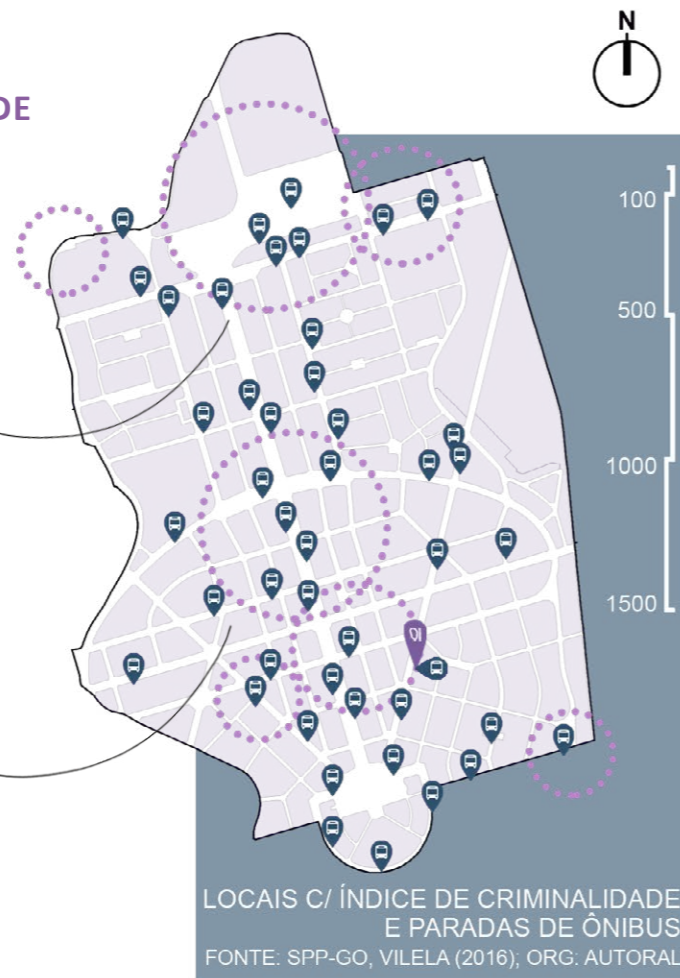 N
DE
100
500
1000
1500
LOCAIS C/ ÍNDICE DE CRIMINALIDADE
E PARADAS DE ÔNIBUS
FONTE: SPP-GO, VILELA (2016); ORG: AUTORAL